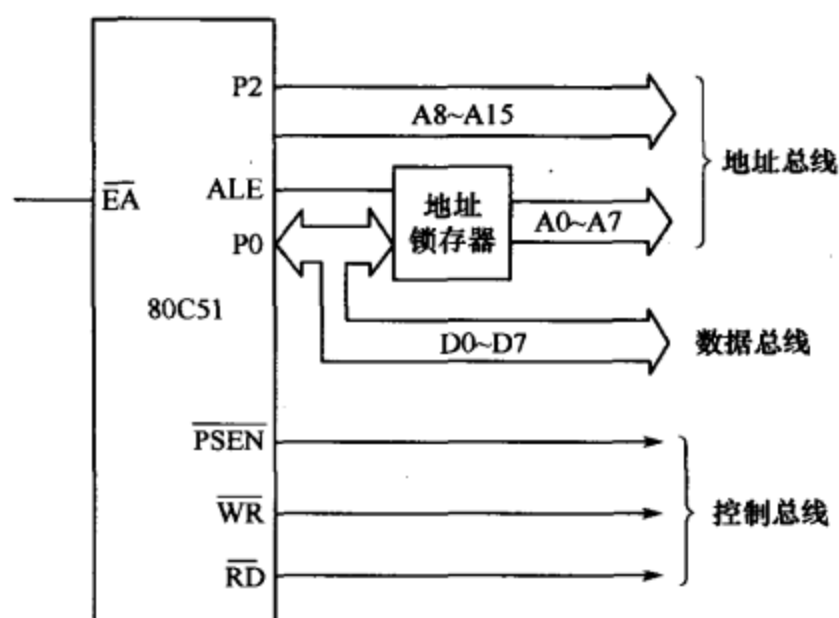 P2
A8~A15
地址总线
EA
ALE
地址
锁存器
A0~A7
P0
80C51
D0~D7
数据总线
PSEN
WR
控制总线
RD